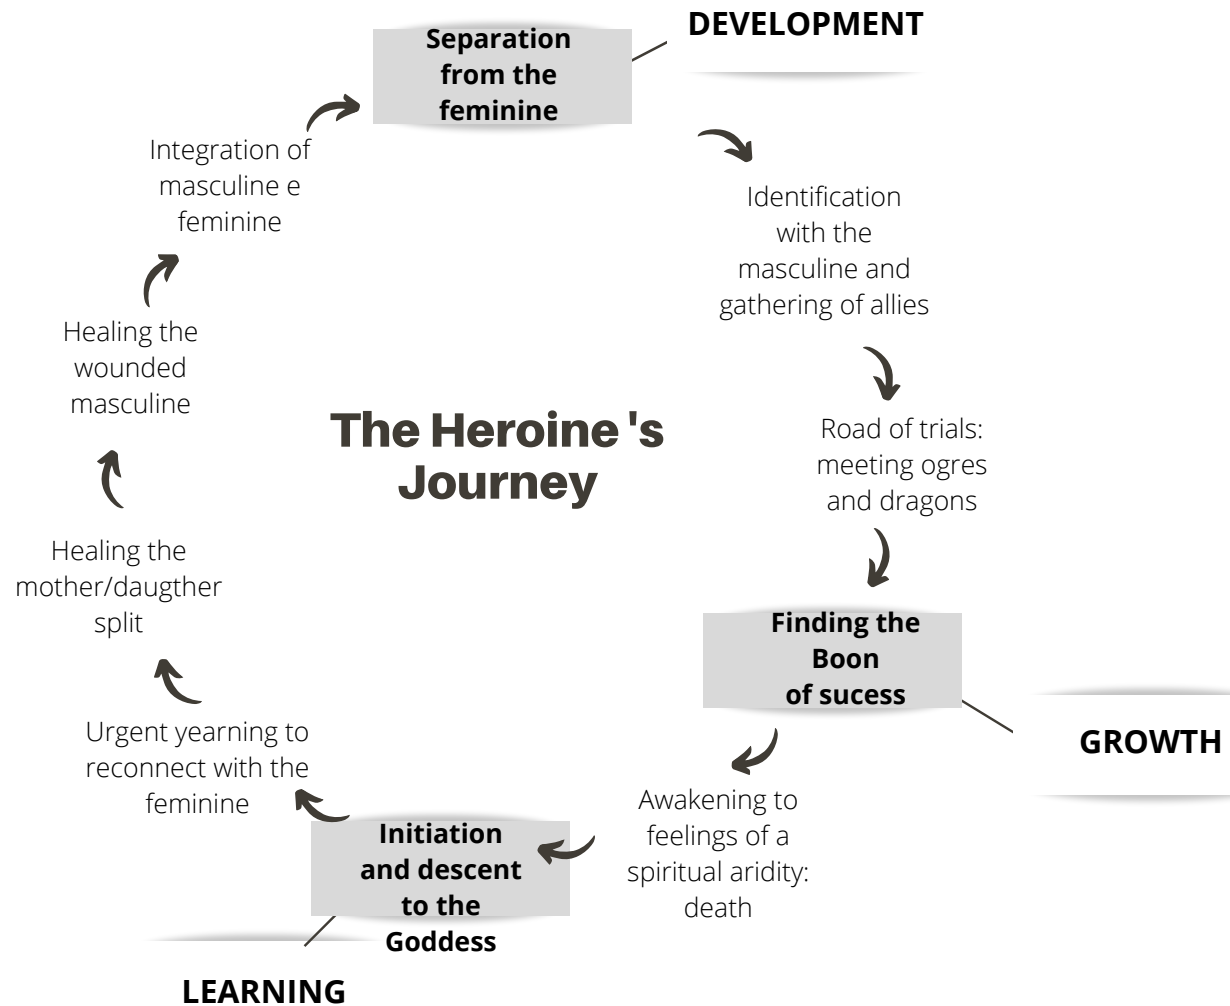 DEVELOPMENT
Separation
from the
feminine
Identification
with the
masculine and
gathering of allies
Road of trials:
meeting ogres
and dragons
Finding the
Boon
of sucess
GROWTH
Awakening to
feelings of a
spiritual aridity:
death
Initiation
and descent
to the
Goddess
LEARNING
Urgent yearning to
reconnect with the
feminine
Healing the
mother/daugther
split
Healing the
wounded
masculine
Integration of
masculine e
feminine
The Heroine 's
Journey